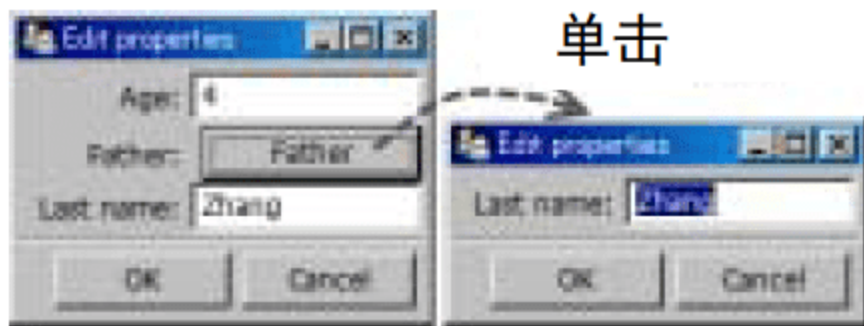 单击
Edit properties
Age: 4
Father: Father
Last name: Zhang
OK Cancel
Edit properties
Last name: Zhang
OK Cancel